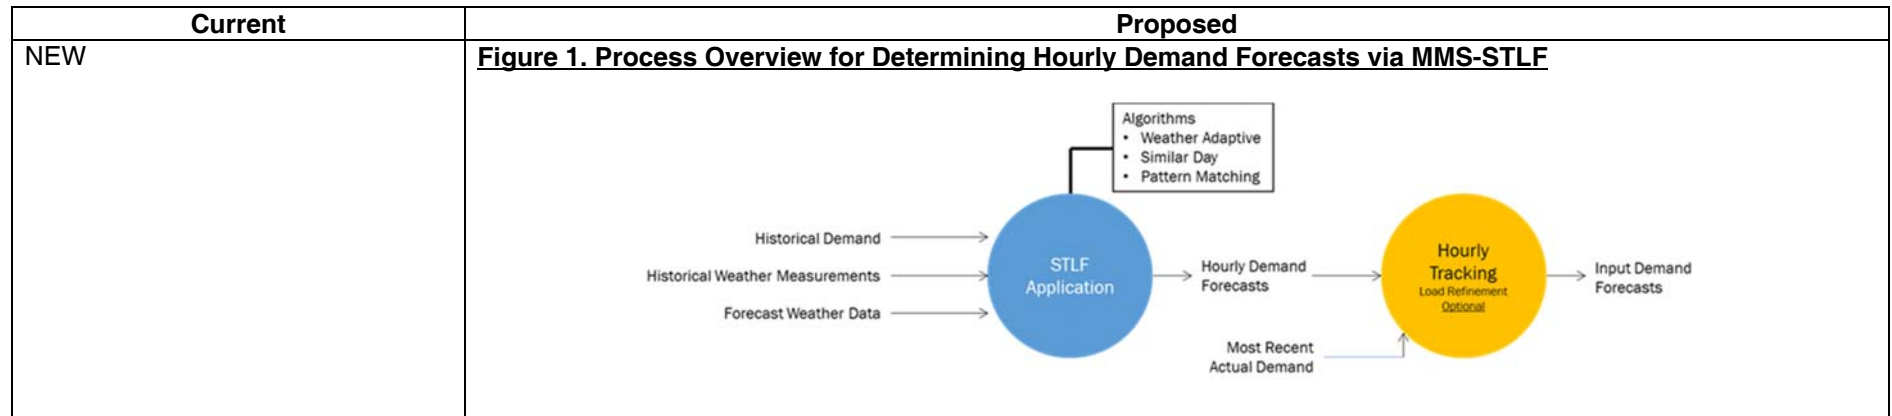 Current
Proposed
NEW
Figure 1. Process Overview for Determining Hourly Demand Forecasts via MMS-STLF
Algorithms
• Weather Adaptive
• Similar Day
• Pattern Matching
Historical Demand
Historical Weather Measurements
Forecast Weather Data
STLF
Application
Hourly Demand
Forecasts
Hourly
Tracking
Load Refinement
Optional
Input Demand
Forecasts
Most Recent
Actual Demand